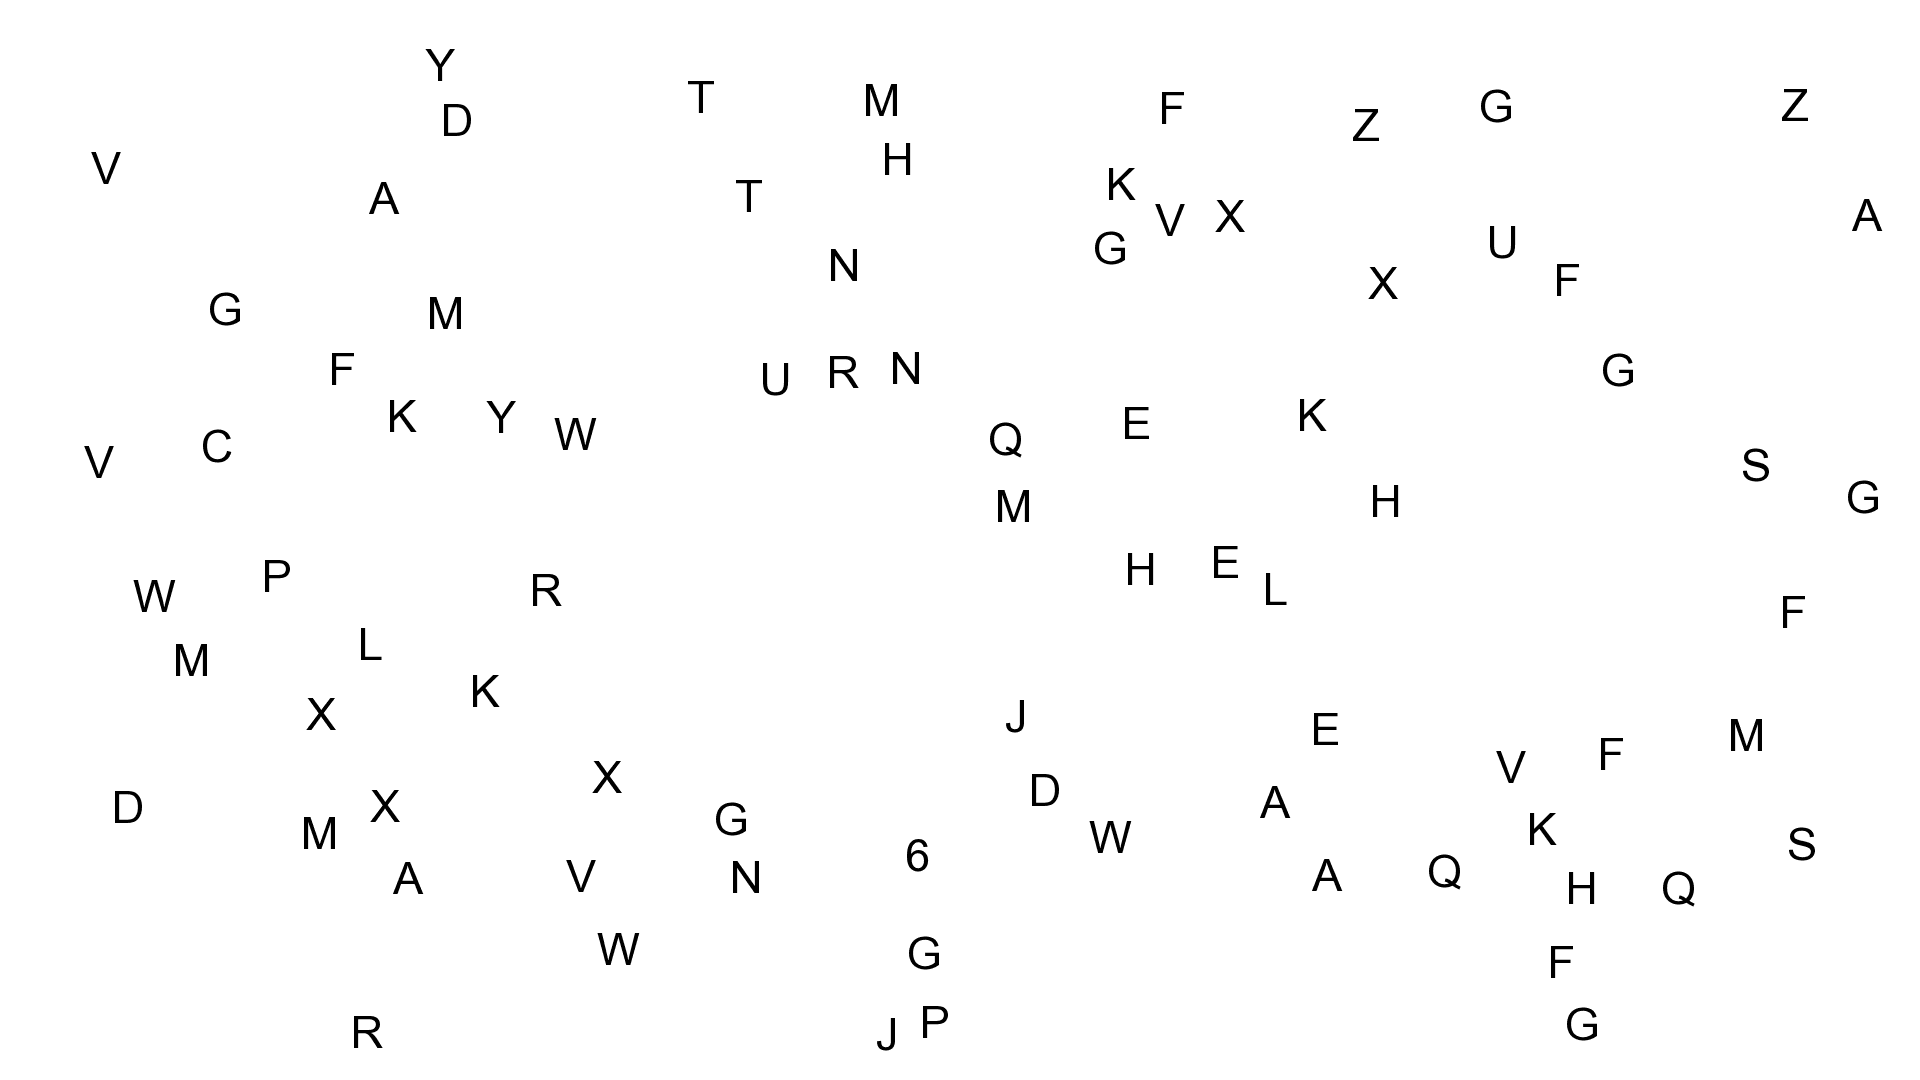 Y
D T M F Z G Z
V A T H K V X A
G N G X U F
G M
F K Y W U R N G
V C Q E K S G
M H
W P R H E L F
M L
X K J E V F M
D M X X G D A K S
A V N 6 W A Q H Q
W G F
R J P G